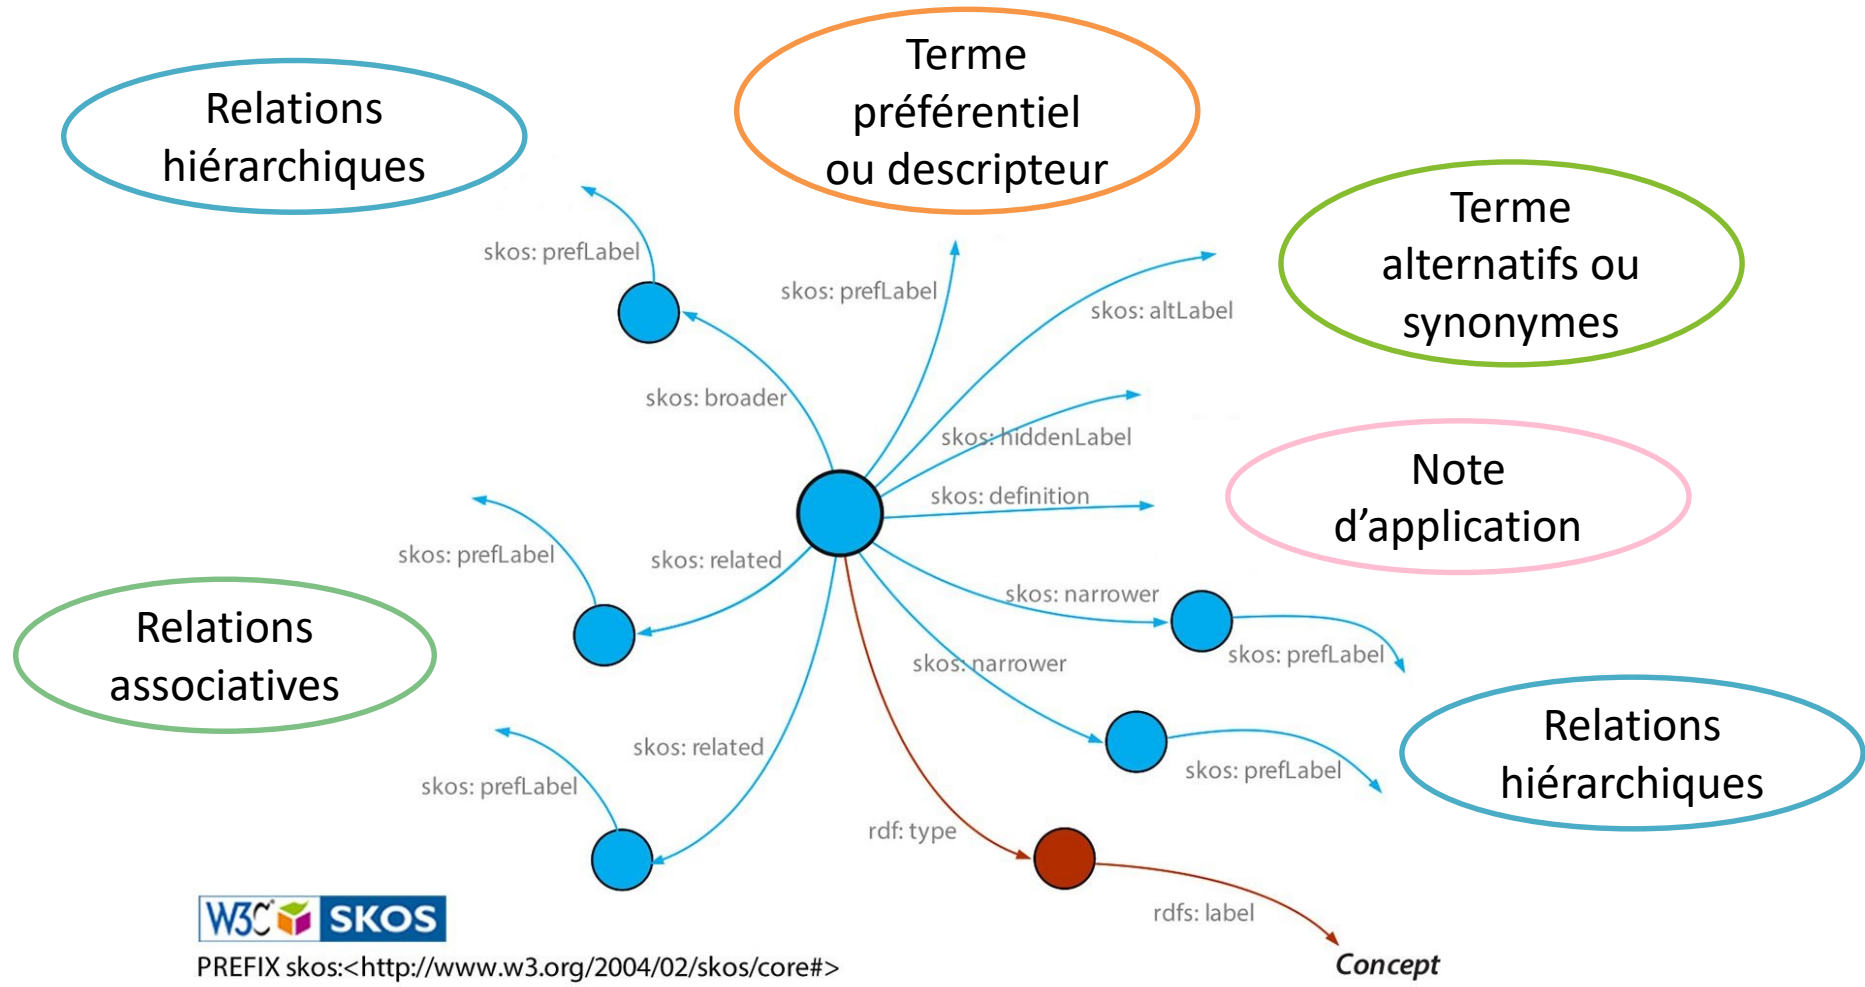 Terme
préférentiel
ou descripteur
Relations
hiérarchiques
Terme
alternatifs ou
synonymes
skos: prefLabel
skos: prefLabel
skos: altLabel
skos: broader
skos: hiddenLabel
Note
d’application
skos: definition
skos: prefLabel
skos: related
skos: narrower
Relations
associatives
skos: narrower
skos: prefLabel
Relations
hiérarchiques
skos: related
skos: prefLabel
skos: prefLabel
rdf: type
rdfs: label
W3C SKOS
PREFIX skos:<http://www.w3.org/2004/02/skos/core#>
Concept